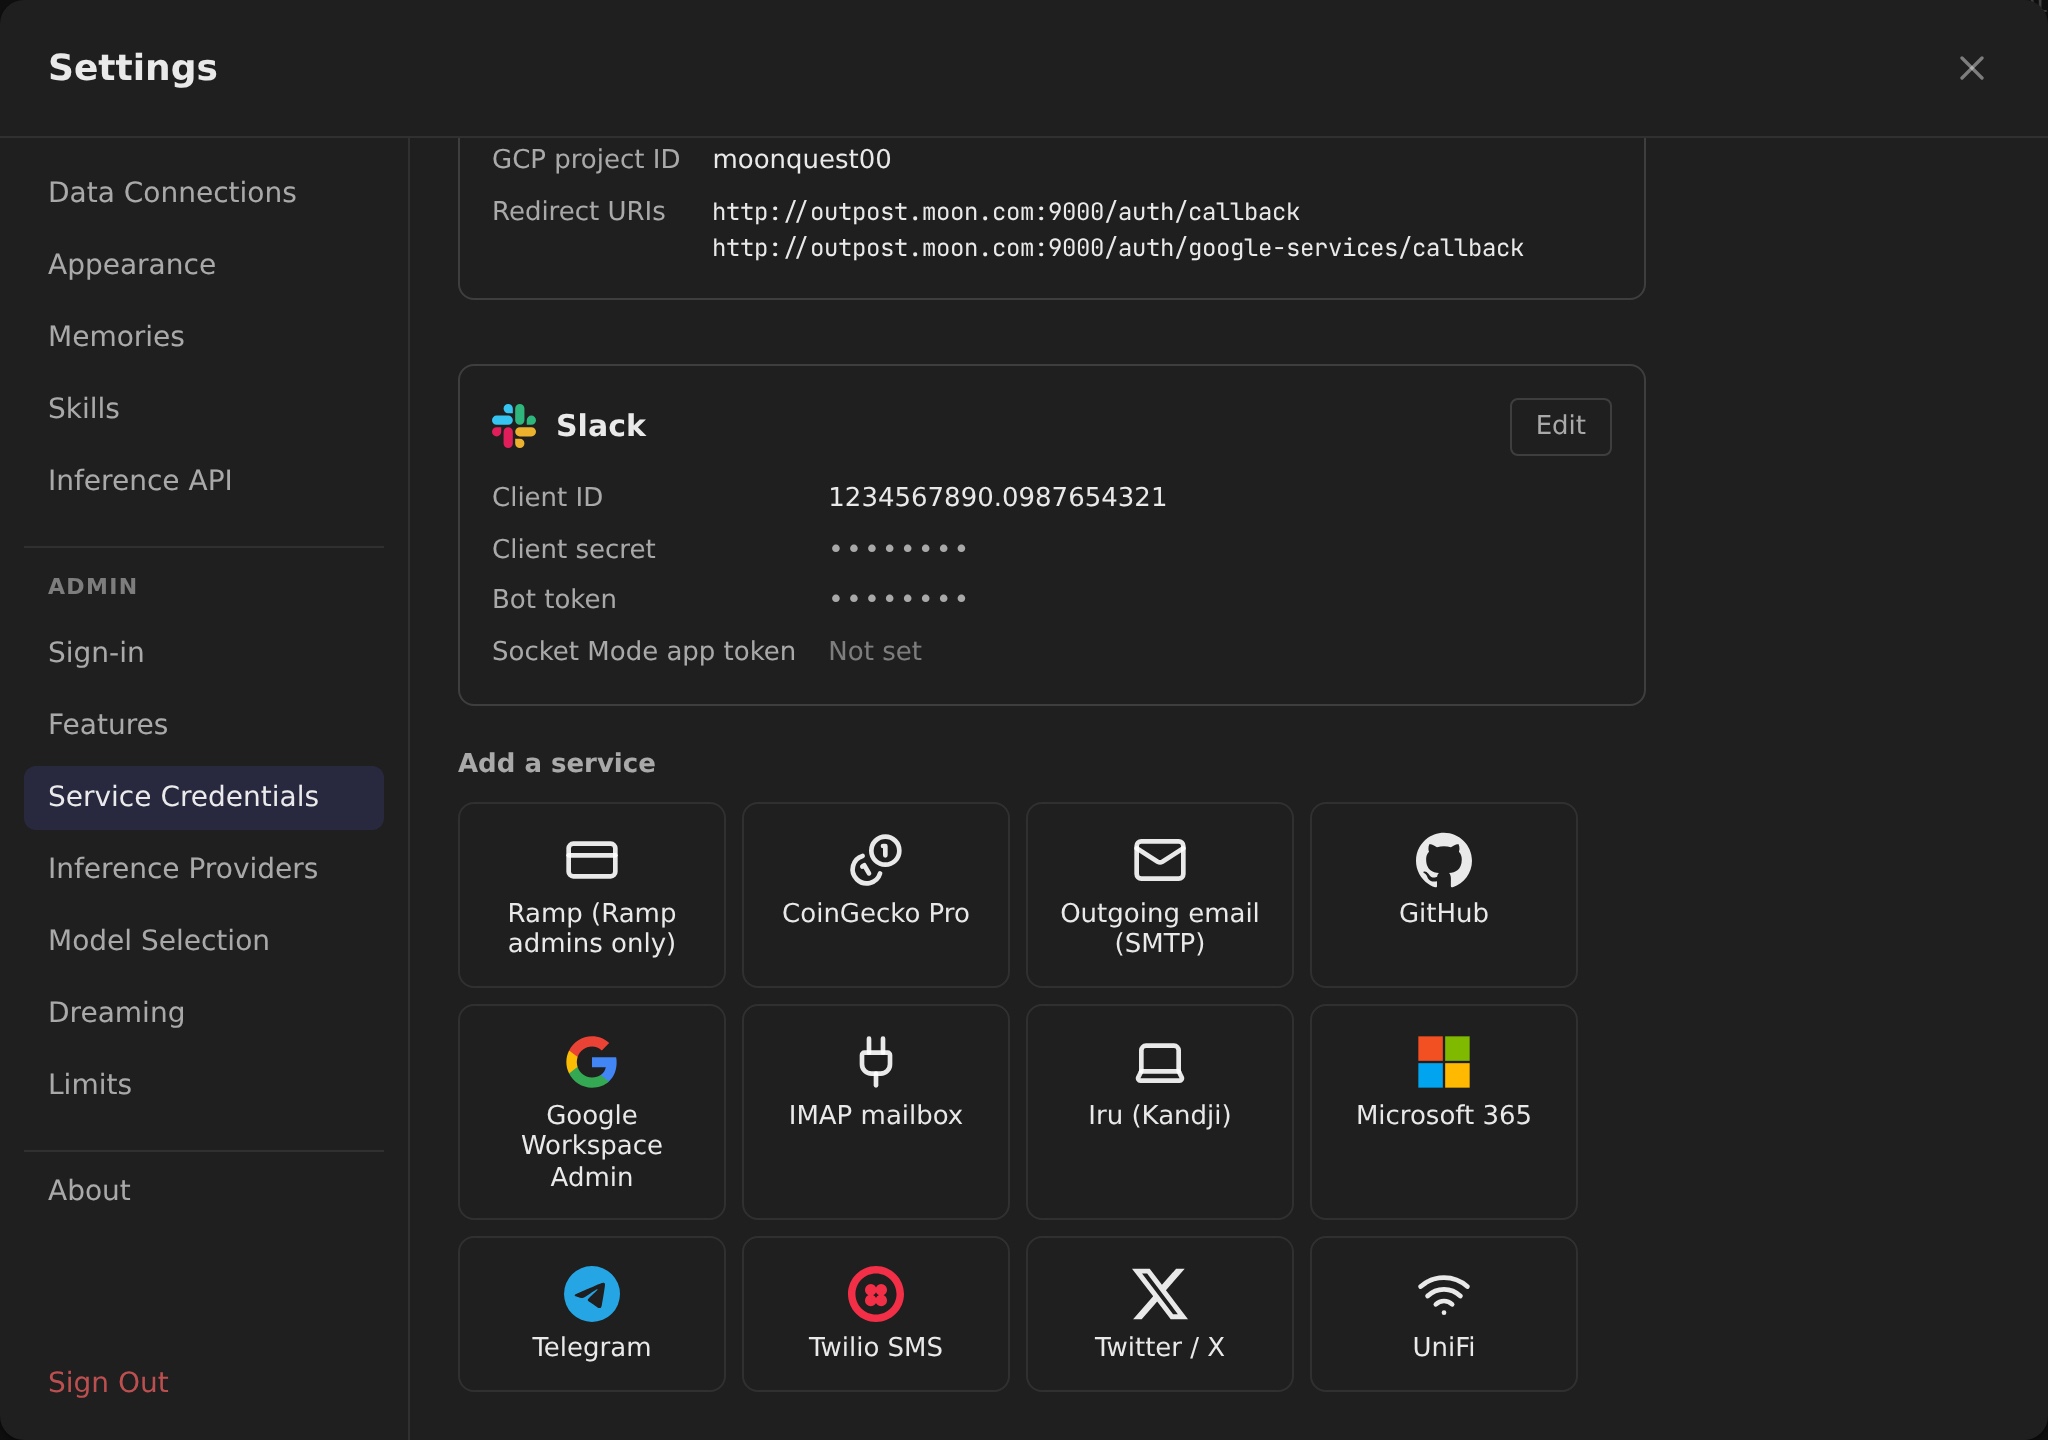 Settings
Data Connections
Appearance
Memories
Skills
Inference API
ADMIN
Sign-in
Features
Service Credentials
Inference Providers
Model Selection
Dreaming
Limits
About
Sign Out
GCP project ID moonquest00
Redirect URIs http://outpost.moon.com:9000/auth/callback
http://outpost.moon.com:9000/auth/google-services/callback
Slack
Edit
Client ID 1234567890.0987654321
Client secret ••••••••
Bot token ••••••••
Socket Mode app token Not set
Add a service
Ramp (Ramp
admins only)
CoinGecko Pro
Outgoing email
(SMTP)
GitHub
Google
Workspace
Admin
IMAP mailbox
Iru (Kandji)
Microsoft 365
Telegram
Twilio SMS
Twitter / X
UniFi